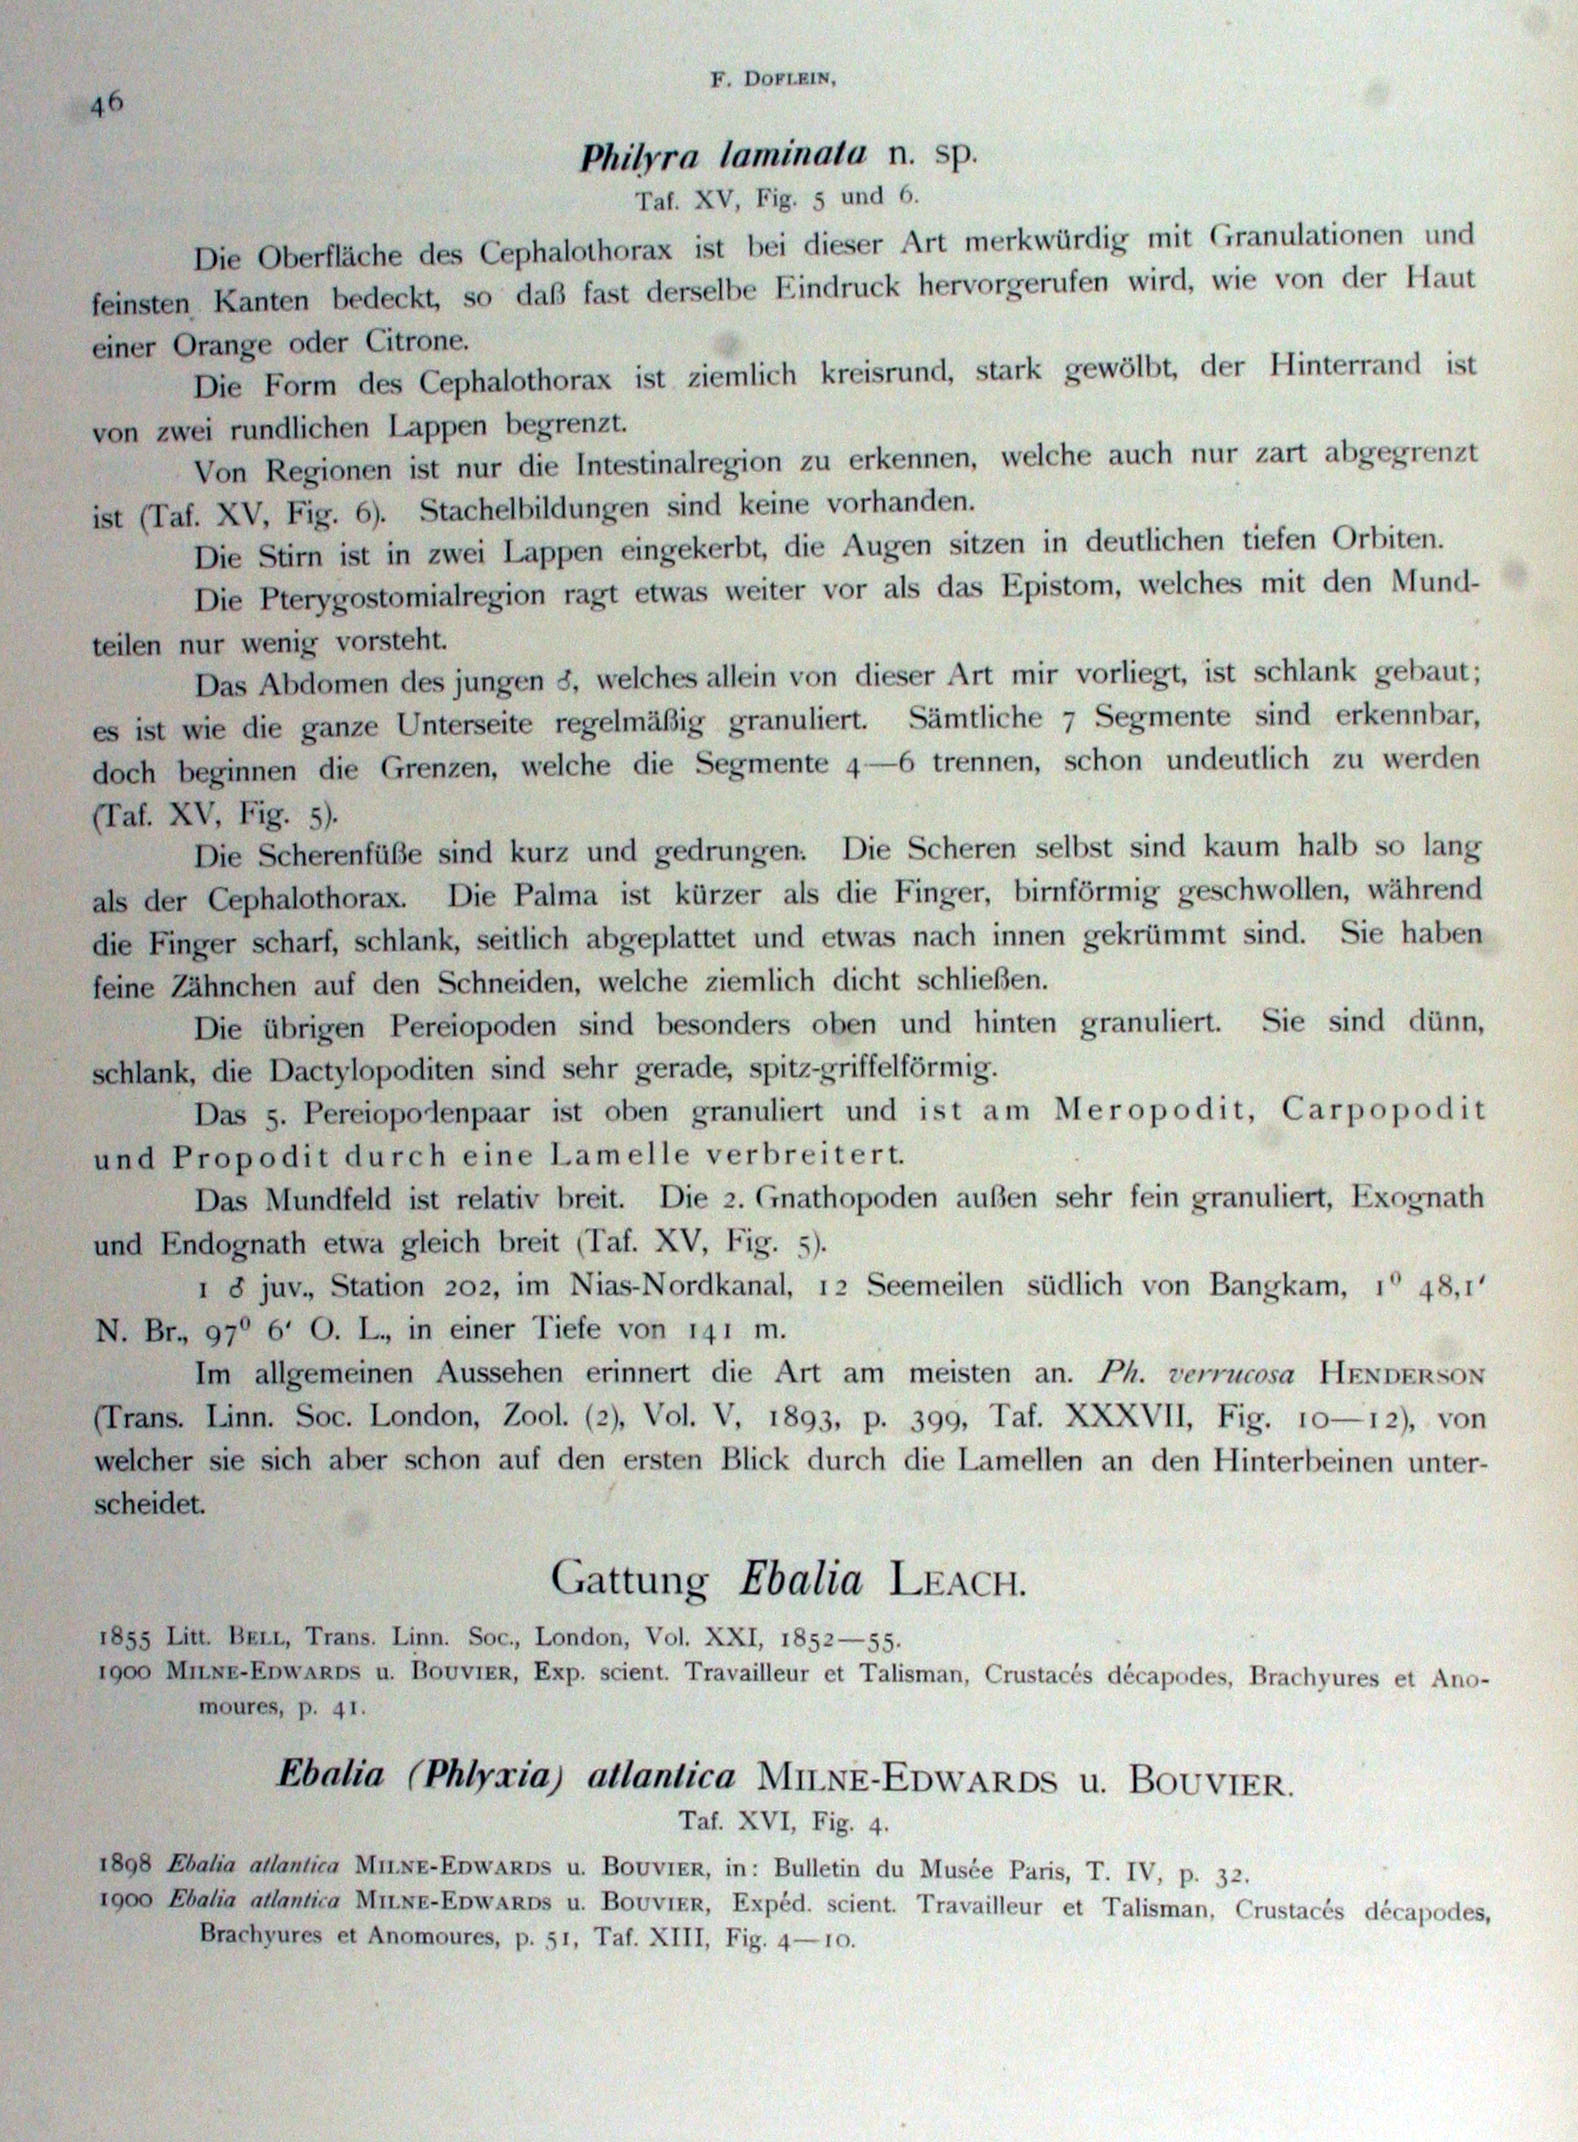 F. DOFLEIN,
46
Philyra laminata n. sp.
Taf. XV, Fig. 5 und 6.
Die Oberfläche des Cephalothorax ist bei dieser Art merkwürdig mit Granulationen und
feinsten Kanten bedeckt, so daß fast derselbe Eindruck hervorgerufen wird, wie von der Haut
einer Orange oder Citrone.
Die Form des Cephalothorax ist ziemlich kreisrund, stark gewölbt, der Hinterrand ist
von zwei rundlichen Lappen begrenzt.
Von Regionen ist nur die Intestinalregion zu erkennen, welche auch nur zart abgegrenzt
ist (Taf. XV, Fig. 6). Stachelbildungen sind keine vorhanden.
Die Stirn ist in zwei Lappen eingekerbt, die Augen sitzen in deutlichen tiefen Orbiten.
Die Pterygostomialregion ragt etwas weiter vor als das Epistom, welches mit den Mund-
teilen nur wenig vorsteht.
Das Abdomen des jungen ♂, welches allein von dieser Art mir vorliegt, ist schlank gebaut;
es ist wie die ganze Unterseite regelmäßig granuliert. Sämtliche 7 Segmente sind erkennbar,
doch beginnen die Grenzen, welche die Segmente 4—6 trennen, schon undeutlich zu werden
(Taf. XV, Fig. 5).
Die Scherenfüße sind kurz und gedrungen. Die Scheren selbst sind kaum halb so lang
als der Cephalothorax. Die Palma ist kürzer als die Finger, birnförmig geschwollen, während
die Finger scharf, schlank, seitlich abgeplattet und etwas nach innen gekrümmt sind. Sie haben
feine Zähnchen auf den Schneiden, welche ziemlich dicht schließen.
Die übrigen Pereiopoden sind besonders oben und hinten granuliert. Sie sind dünn,
schlank, die Dactylopoditen sind sehr gerade, spitz-griffelförmig.
Das 5. Pereiopodenpaar ist oben granuliert und ist am Meropodit, Carpopodit
und Propodit durch eine Lamelle verbreitert.
Das Mundfeld ist relativ breit. Die 2. Gnathopoden außen sehr fein granuliert, Exognath
und Endognath etwa gleich breit (Taf. XV, Fig. 5).
1 ♂ juv., Station 202, im Nias-Nordkanal, 12 Seemeilen südlich von Bangkam, 1° 48,1'
N. Br., 97° 6' O. L., in einer Tiefe von 141 m.
Im allgemeinen Aussehen erinnert die Art am meisten an. Ph. verrucosa HENDERSON
(Trans. Linn. Soc. London, Zool. (2), Vol. V, 1893, p. 399, Taf. XXXVII, Fig. 10—12), von
welcher sie sich aber schon auf den ersten Blick durch die Lamellen an den Hinterbeinen unter-
scheidet.
Gattung Ebalia LEACH.
1855 Litt. BELL, Trans. Linn. Soc., London, Vol. XXI, 1852—55.
1900 MILNE-EDWARDS u. BOUVIER, Exp. scient. Travailleur et Talisman, Crustacés décapodes, Brachyures et Ano-
moures, p. 41.
Ebalia (Phlyxia) atlantica MILNE-EDWARDS u. BOUVIER.
Taf. XVI, Fig. 4.
1898 Ebalia atlantica MILNE-EDWARDS u. BOUVIER, in: Bulletin du Musée Paris, T. IV, p. 32.
1900 Ebalia atlantica MILNE-EDWARDS u. BOUVIER, Expéd. scient. Travailleur et Talisman, Crustacés décapodes,
Brachyures et Anomoures, p. 51, Taf. XIII, Fig. 4—10.